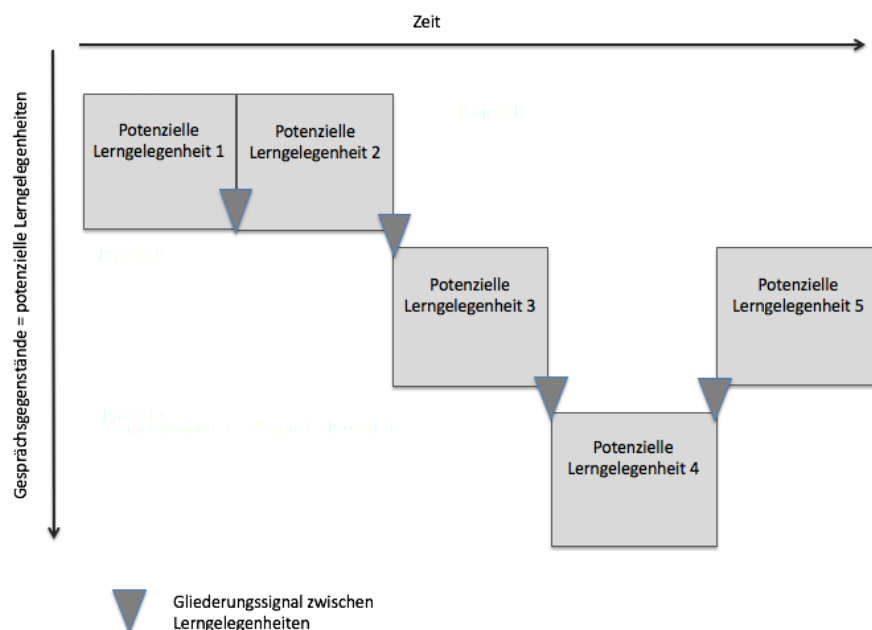 Zeit
Gesprächsgegenstände = potenzielle Lerngelegenheiten
Potenzielle
Lerngelegenheit 1
Potenzielle
Lerngelegenheit 2
Potenzielle
Lerngelegenheit 3
Potenzielle
Lerngelegenheit 5
Potenzielle
Lerngelegenheit 4
Gliederungssignal zwischen
Lerngelegenheiten